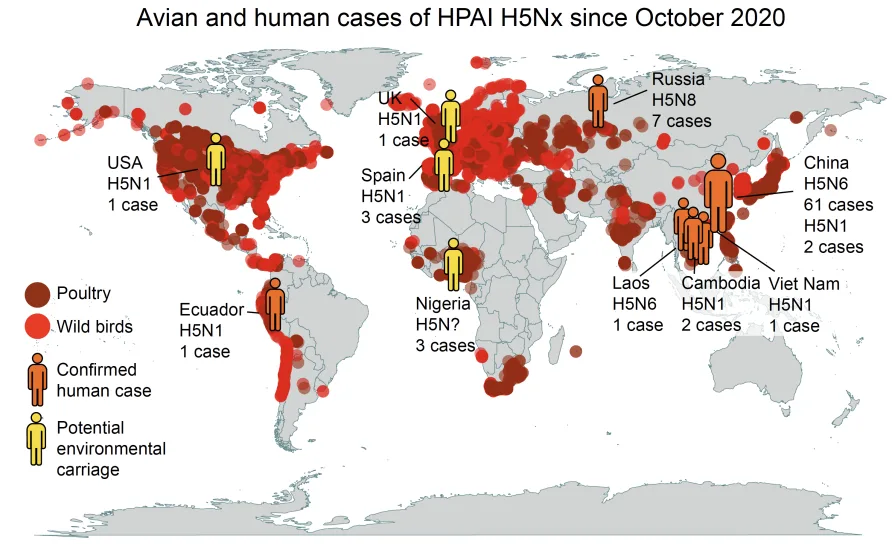 Avian and human cases of HPAI H5Nx since October 2020
UK
H5N1
1 case
Russia
H5N8
7 cases
USA
H5N1
1 case
Spain
H5N1
3 cases
China
H5N6
61 cases
H5N1
2 cases
Ecuador
H5N1
1 case
Nigeria
H5N?
3 cases
Laos
H5N6
1 case
Cambodia
H5N1
2 cases
Viet Nam
H5N1
1 case
Poultry
Wild birds
Confirmed
human case
Potential
environmental
carriage